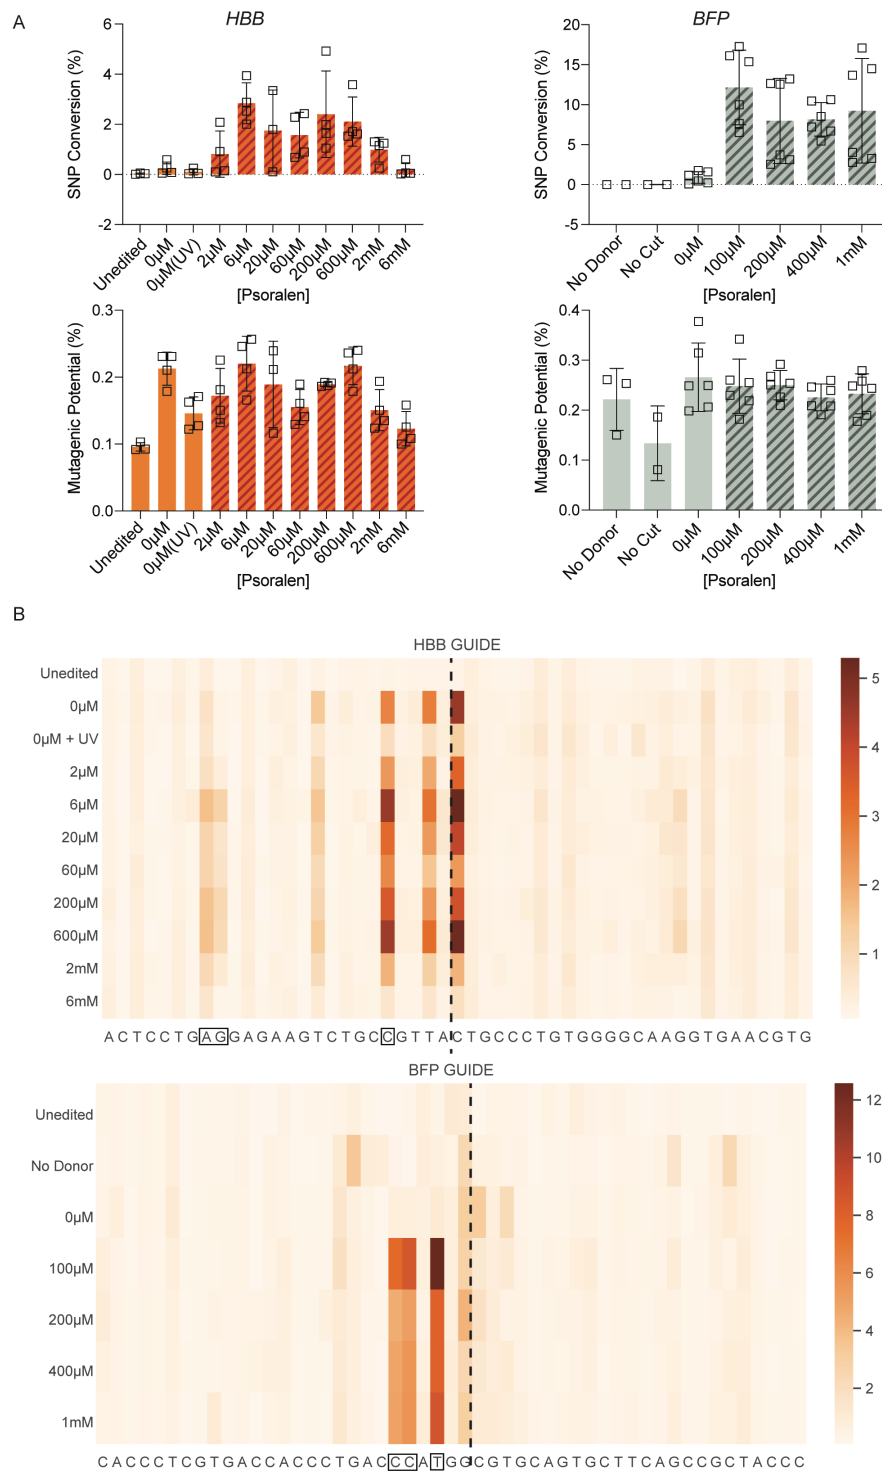 A
HBB
SNP Conversion (%)
6
4
2
0
-2
Unedited
0µM
0µM(UV)
2µM
6µM
20µM
60µM
200µM
600µM
2mM
6mM
[Psoralen]
BFP
SNP Conversion (%)
20
15
10
5
0
-5
No Donor
No Cut
0µM
100µM
200µM
400µM
1mM
[Psoralen]
Mutagenic Potential (%)
0.3
0.2
0.1
0.0
Unedited
0µM
0µM(UV)
2µM
6µM
20µM
60µM
200µM
600µM
2mM
6mM
[Psoralen]
Mutagenic Potential (%)
0.4
0.3
0.2
0.1
0.0
No Donor
No Cut
0µM
100µM
200µM
400µM
1mM
[Psoralen]
B
HBB GUIDE
Unedited
0µM
0µM + UV
2µM
6µM
20µM
60µM
200µM
600µM
2mM
6mM
5
4
3
2
1
A C T C C T G A G G A G A A G T C T G C C G T T A C T G C C C T G T G G G G C A A G G T G A A C G T G
BFP GUIDE
Unedited
No Donor
0µM
100µM
200µM
400µM
1mM
12
10
8
6
4
2
C A C C C T C G T G A C C A C C C T G A C C C A T G G C G T G C A G T G C T T C A G C C G C T A C C C